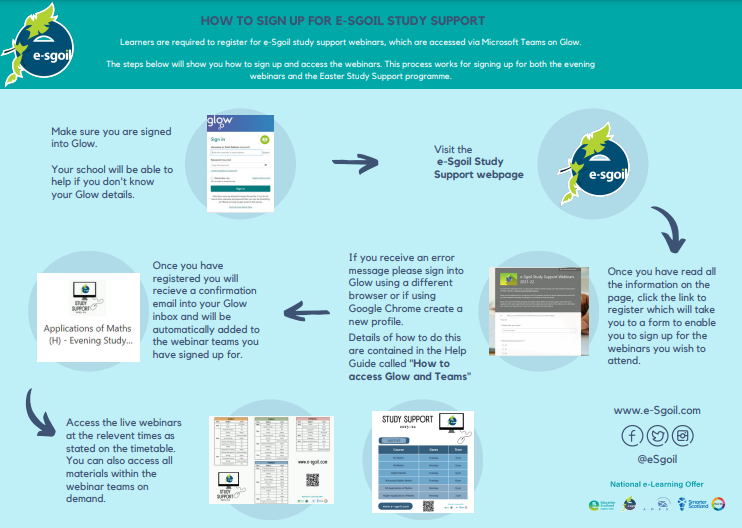 HOW TO SIGN UP FOR E-SGOIL STUDY SUPPORT
Learners are required to register for e-Sgoil study support webinars, which are accessed via Microsoft Teams on Glow.
The steps below will show you how to sign up and access the webinars. This process works for signing up for both the evening
webinars and the Easter Study Support programme.
e-sgoil
Make sure you are signed
into Glow.
Your school will be able to
help if you don't know
your Glow details.
glow
Sign in
Sign in
Visit the
e-Sgoil Study
Support webpage
e-sgoil
Once you have read all
the information on the
page, click the link to
register which will take
you to a form to enable
you to sign up for the
webinars you wish to
attend.
e-Sgoil Study Support Webinars
2021-22
If you receive an error
message please sign into
Glow using a different
browser or if using
Google Chrome create a
new profile.
Details of how to do this
are contained in the Help
Guide called "How to
access Glow and Teams"
Once you have
registered you will
recieve a confirmation
email into your Glow
inbox and will be
automatically added to
the webinar teams you
have signed up for.
STUDY
SUPPORT
Applications of Maths
(H) - Evening Study...
Access the live webinars
at the relevent times as
stated on the timetable.
You can also access all
materials within the
webinar teams on
demand.
www.e-sgoil.com
STUDY
SUPPORT
STUDY SUPPORT
Course Dates Time
www.e-Sgoil.com
@eSgoil
National e-Learning Offer
Education
Scotland
e-sgoil
Smarter
Scotland